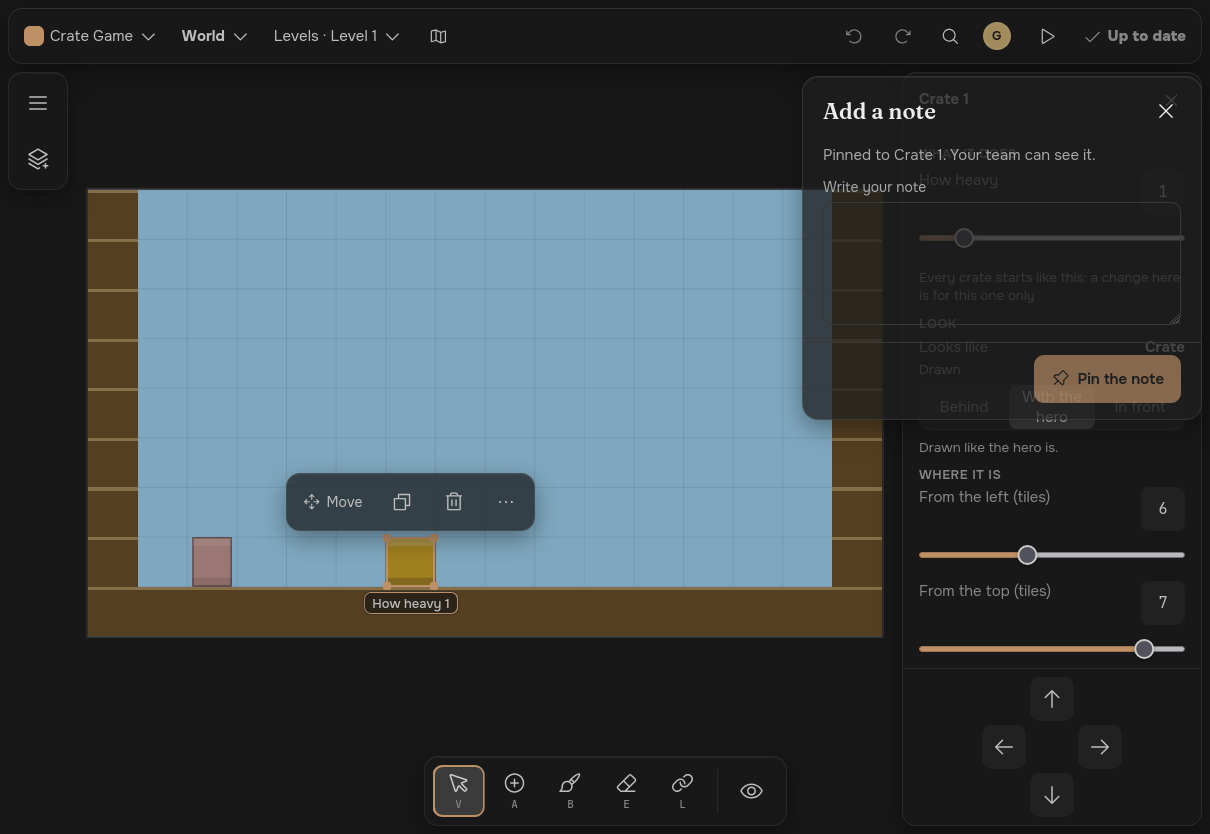 Crate Game
World
Levels · Level 1
G
Up to date
Add a note
Pinned to Crate 1. Your team can see it.
Write your note
Pin the note
Crate 1
How heavy
1
Every crate starts like this: a change here
is for this one only
LOOK
Looks like
Crate
Drawn
Behind
With the
hero
In front
Drawn like the hero is.
WHERE IT IS
From the left (tiles)
6
From the top (tiles)
7
Move
How heavy 1
V
A
B
E
L